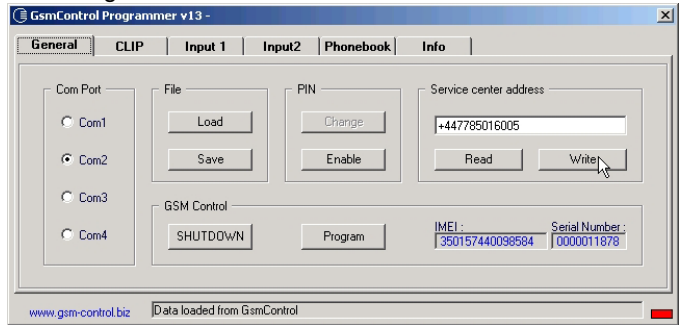 GsmControl Programmer v13 -
General CLIP Input 1 Input2 Phonebook Info
Com Port File PIN Service center address
Com1 Load Change +447785016005
Com2 Save Enable Read Write
Com3 GSM Control
Com4 SHUTDOWN Program IMEI : 350157440098584 Serial Number : 0000011878
www.gsm-control.biz Data loaded from GsmControl